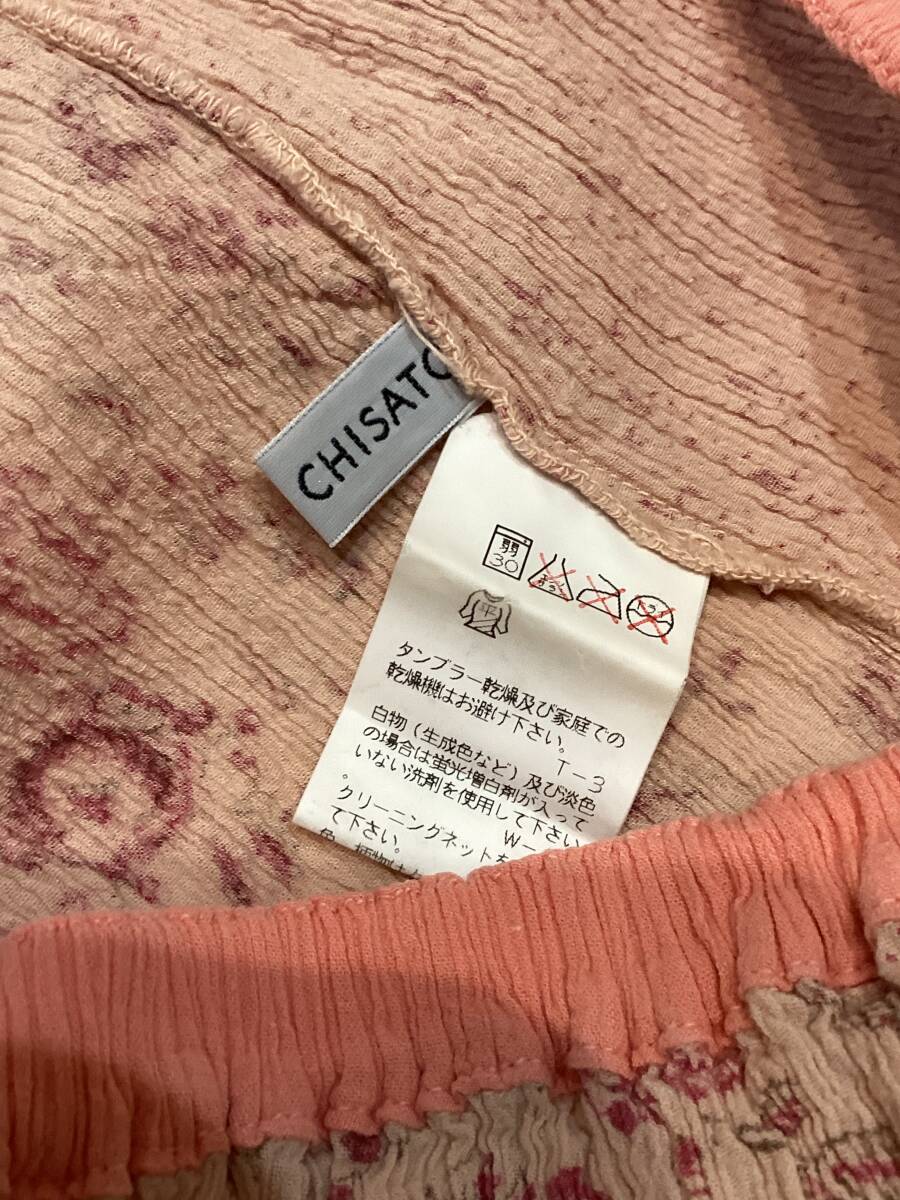 CHISATO
弱
30
平
タンブラー乾燥及び家庭での
乾燥機はお避け下さい。
T-3
白物(生成色など)及び淡色
の場合は蛍光増白剤が入って
いない洗剤を使用して下さい
。
W-
クリーニングネットを
て下さい。